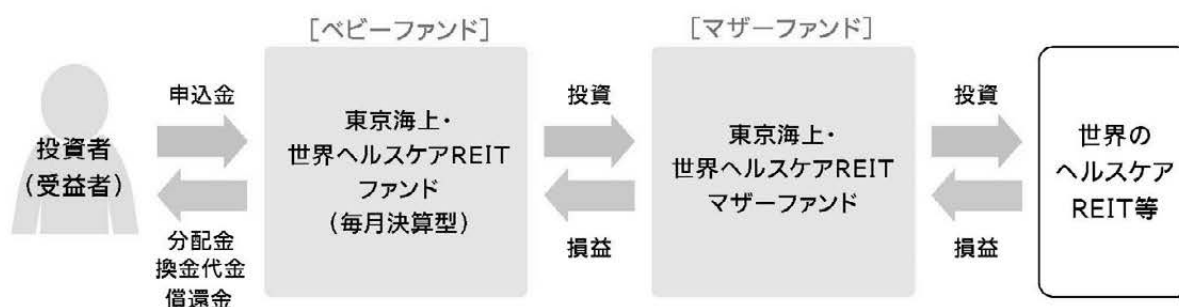 [ベビーファンド]
[マザーファンド]
投資者
(受益者)
申込金
分配金
換金代金
償還金
東京海上・
世界ヘルスケアREIT
ファンド
(毎月決算型)
投資
損益
東京海上・
世界ヘルスケアREIT
マザーファンド
投資
損益
世界の
ヘルスケア
REIT等